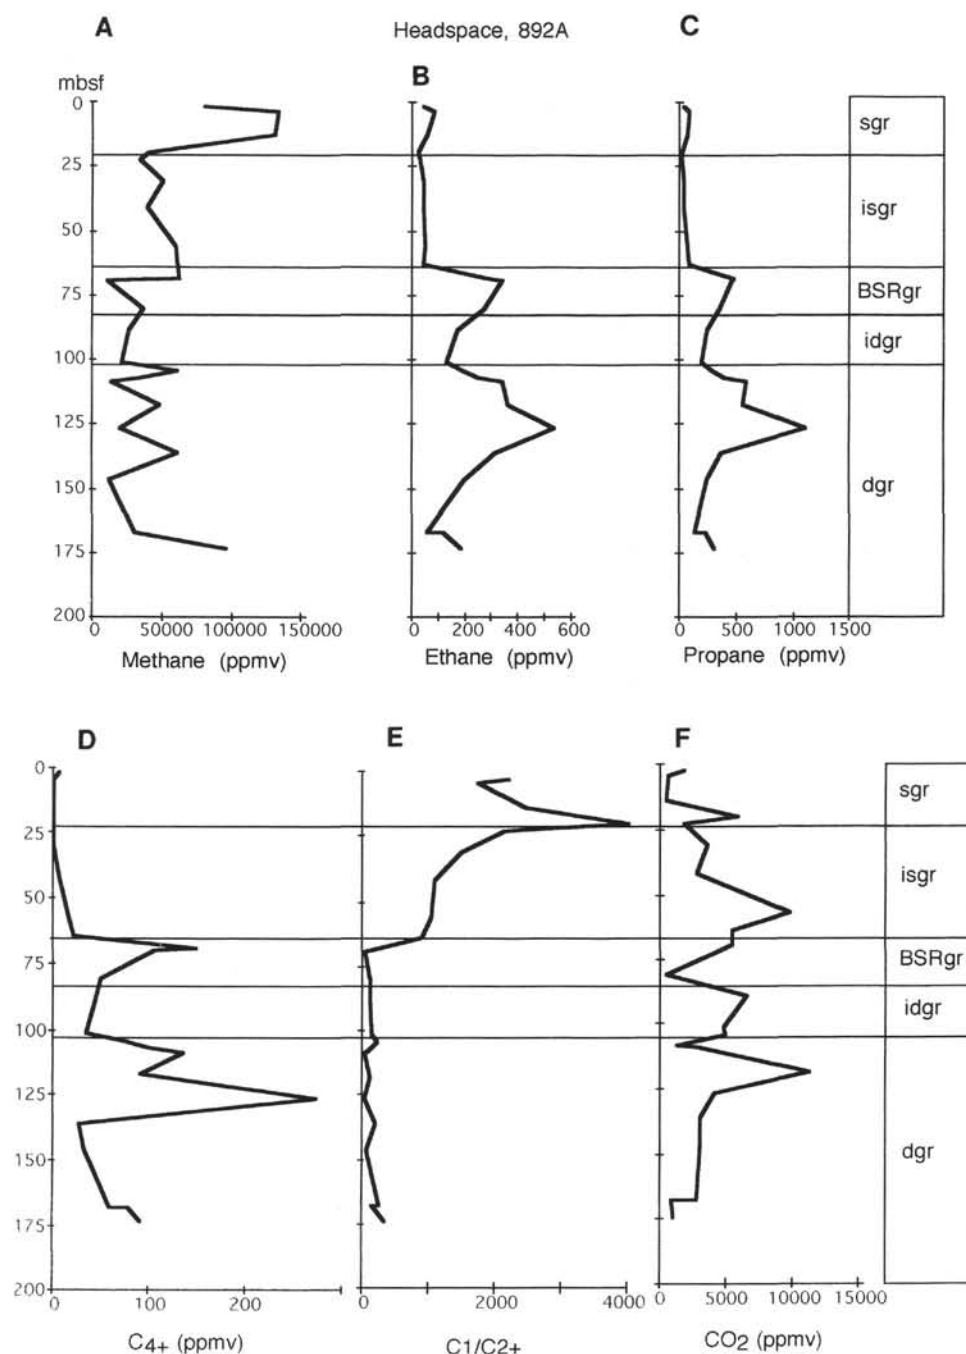 Headspace, 892A
A
B
C
mbsf
0
25
50
75
100
125
150
175
200
0 50000 100000 150000
Methane (ppmv)
0 200 400 600
Ethane (ppmv)
0 500 1000 1500
Propane (ppmv)
sgr
isgr
BSRgr
idgr
dgr
D
E
F
0
25
50
75
100
125
150
175
200
0 100 200
C4+ (ppmv)
0 2000 4000
C1/C2+
0 5000 10000 15000
CO2 (ppmv)
sgr
isgr
BSRgr
idgr
dgr